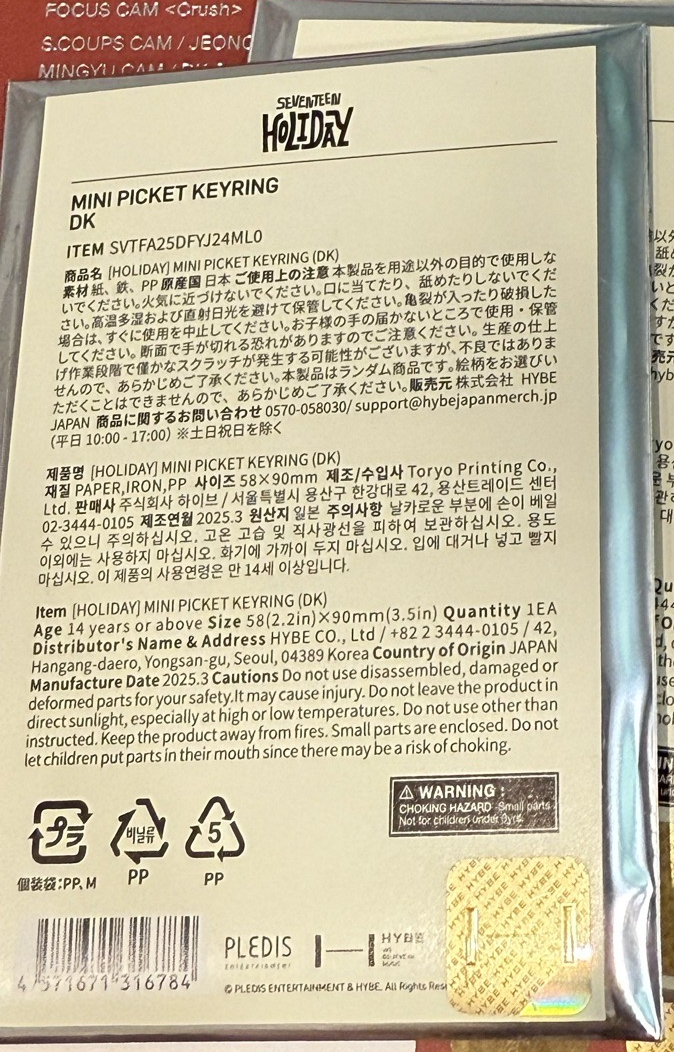 FOCUS CAM <Crush>
S.COUPS CAM / JEONG
MINGYU CAM / DK
SEVENTEEN
HOLIDAY
MINI PICKET KEYRING
DK
ITEM SVTFA25DFYJ24ML0
商品名 [HOLIDAY] MINI PICKET KEYRING (DK)
素材 紙、鉄、PP 原産国 日本 ご使用上の注意 本製品を用途以外の目的で使用しな
いでください。火気に近づけないでください。口に当てたり、舐めたりしないでくだ
さい。高温多湿および直射日光を避けて保管してください。亀裂が入ったり破損した
場合は、すぐに使用を中止してください。お子様の手の届かないところで使用・保管
してください。断面で手が切れる恐れがありますのでご注意ください。生産の仕上
げ作業段階で僅かなスクラッチが発生する可能性がございますが、不良ではありま
せんので、あらかじめご了承ください。本製品はランダム商品です。絵柄をお選びい
ただくことはできませんので、あらかじめご了承ください。販売元 株式会社 HYBE
JAPAN 商品に関するお問い合わせ 0570-058030/ support@hybejapanmerch.jp
(平日 10:00 - 17:00) ※土日祝日を除く
제품명 [HOLIDAY] MINI PICKET KEYRING (DK)
재질 PAPER,IRON,PP 사이즈 58×90mm 제조/수입사 Toryo Printing Co.,
Ltd. 판매사 주식회사 하이브 / 서울특별시 용산구 한강대로 42, 용산트레이드 센터
02-3444-0105 제조연월 2025.3 원산지 일본 주의사항 날카로운 부분에 손이 베일
수 있으니 주의하십시오. 고온 고습 및 직사광선을 피하여 보관하십시오. 용도
이외에는 사용하지 마십시오. 화기에 가까이 두지 마십시오. 입에 대거나 넣고 빨지
마십시오. 이 제품의 사용연령은 만 14세 이상입니다.
Item [HOLIDAY] MINI PICKET KEYRING (DK)
Age 14 years or above Size 58(2.2in)×90mm(3.5in) Quantity 1EA
Distributor's Name & Address HYBE CO., Ltd / +82 2 3444-0105 / 42,
Hangang-daero, Yongsan-gu, Seoul, 04389 Korea Country of Origin JAPAN
Manufacture Date 2025.3 Cautions Do not use disassembled, damaged or
deformed parts for your safety.It may cause injury. Do not leave the product in
direct sunlight, especially at high or low temperatures. Do not use other than
instructed. Keep the product away from fires. Small parts are enclosed. Do not
let children put parts in their mouth since there may be a risk of choking.
⚠ WARNING :
CHOKING HAZARD-Small parts
Not for children under 3yrs.
プラ
비닐류
5
個装袋:PP, M
PP
PP
4 571671 316784
PLEDIS
Entertainment
HYBE
© PLEDIS ENTERTAINMENT & HYBE. All Rights
HYBE